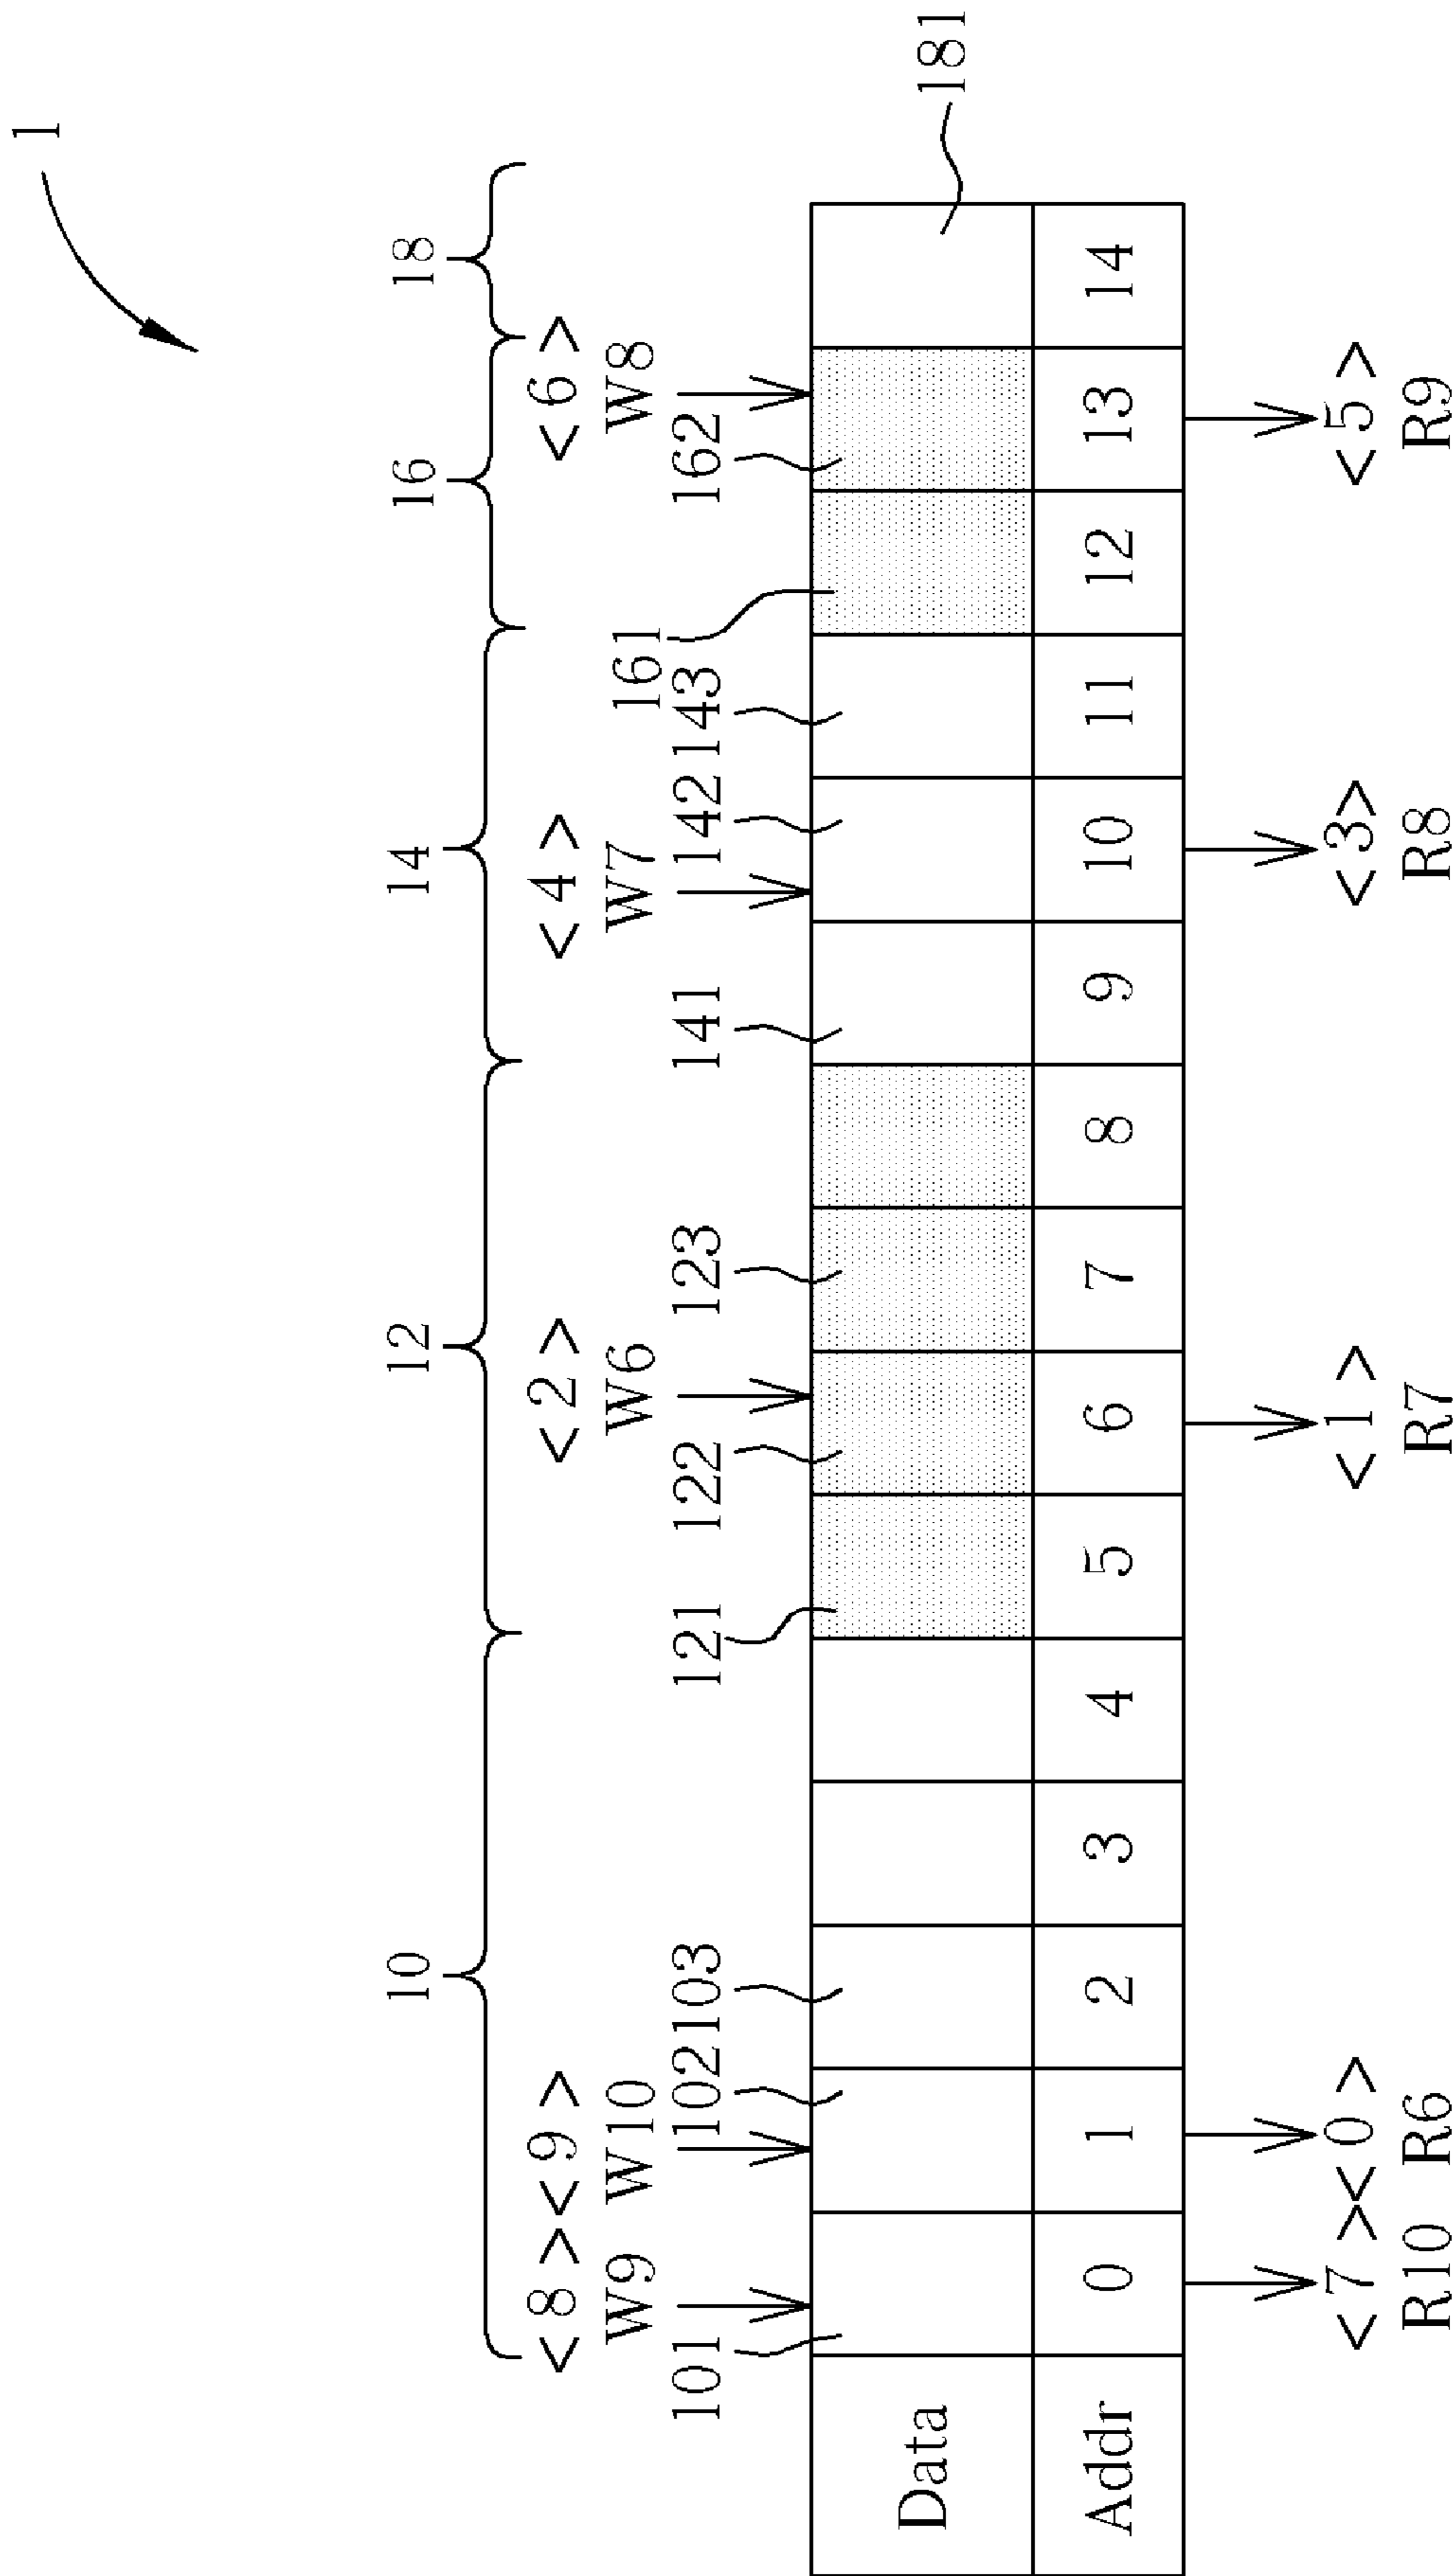 1
10 12 14 16 18
<8> <9> <2> <4> <6>
W9 W10 W6 W7 W8
161
101 102 103 121 122 123 141 142 143 162
Data
181
Addr 0 1 2 3 4 5 6 7 8 9 10 11 12 13 14
<7> <0> <1> <3> <5>
R10 R6 R7 R8 R9